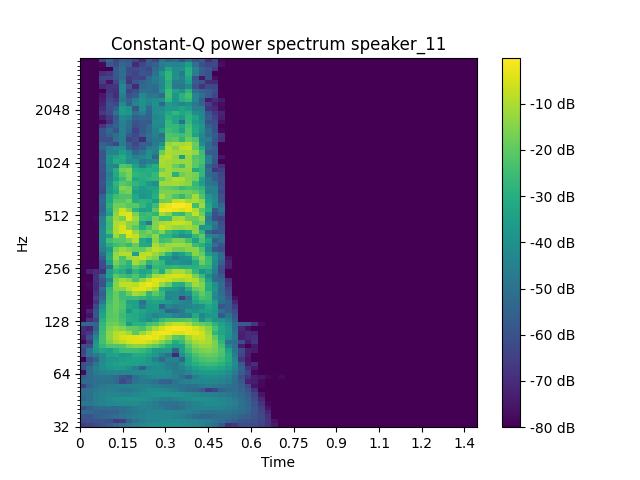 Constant-Q power spectrum speaker_11
Hz
2048
1024
512
256
128
64
32
0 0.15 0.3 0.45 0.6 0.75 0.9 1.1 1.2 1.4
Time
-10 dB
-20 dB
-30 dB
-40 dB
-50 dB
-60 dB
-70 dB
-80 dB